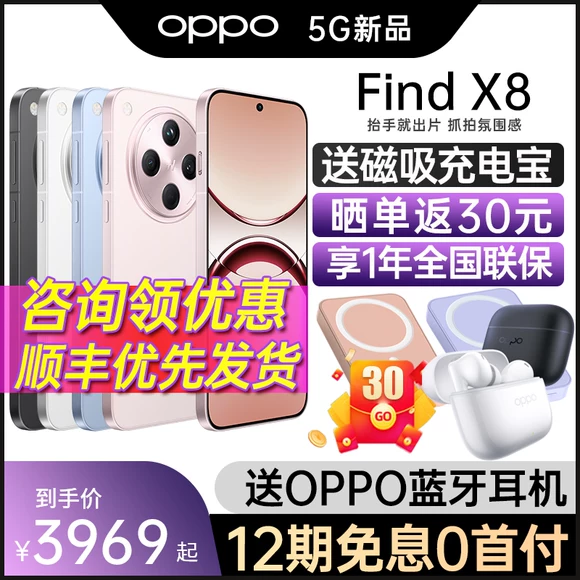 oppo 5G新品
Find X8
抬手就出片 抓拍氛围感
送磁吸充电宝
晒单返30元
享1年全国联保
咨询领优惠
顺丰优先发货
30
GO
oppo
oppo
到手价
¥3969起
送OPPO蓝牙耳机
12期免息0首付